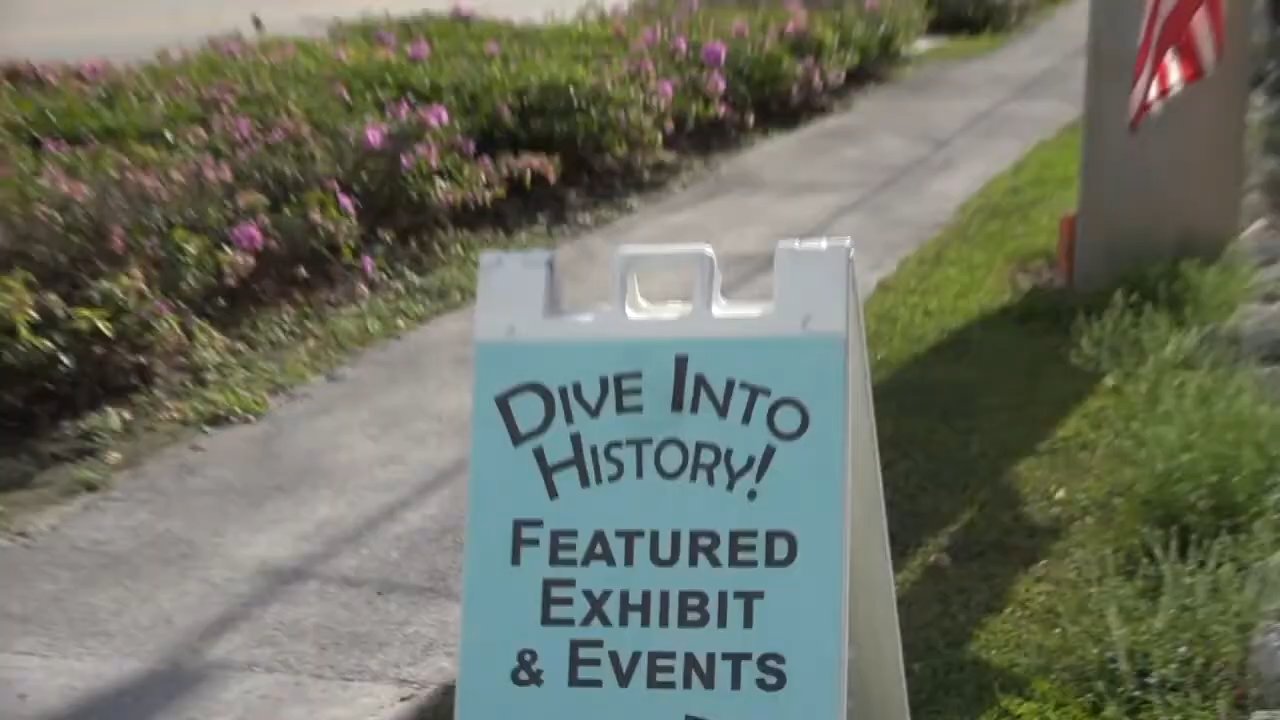 DIVE INTO
HISTORY!
FEATURED
EXHIBIT
& EVENTS